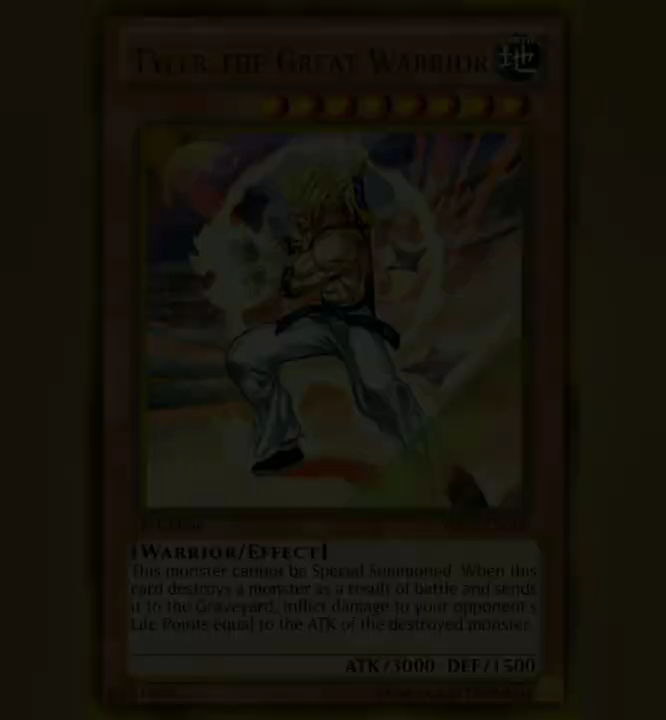 TYLER THE GREAT WARRIOR
地
[WARRIOR/EFFECT]
This monster cannot be Special Summoned. When this
card destroys a monster as a result of battle and sends
it to the Graveyard, inflict damage to your opponent's
Life Points equal to the ATK of the destroyed monster.
ATK/3000 DEF/1500